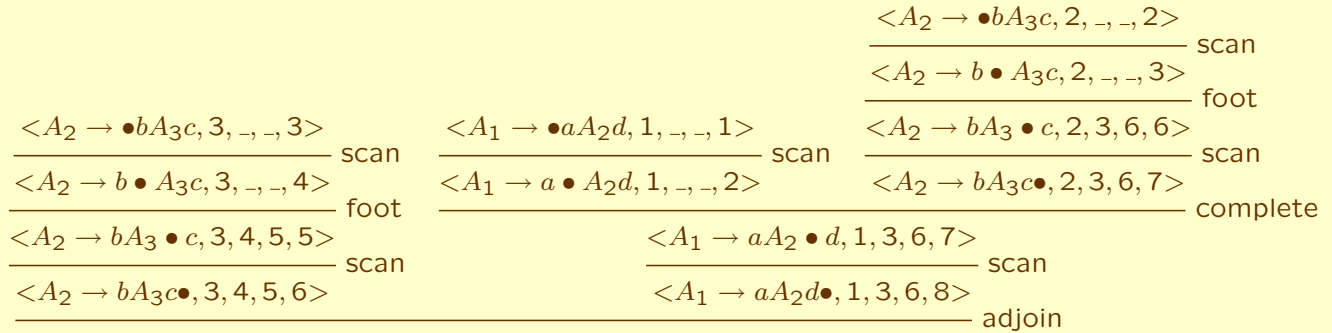 <A₂ → •bA₃c, 2, _, _, 2>
scan
<A₂ → b • A₃c, 2, _, _, 3>
foot
<A₂ → •bA₃c, 3, _, _, 3> <A₁ → •aA₂d, 1, _, _, 1> <A₂ → bA₃ • c, 2, 3, 6, 6>
scan scan scan
<A₂ → b • A₃c, 3, _, _, 4> <A₁ → a • A₂d, 1, _, _, 2> <A₂ → bA₃c•, 2, 3, 6, 7>
foot complete
<A₂ → bA₃ • c, 3, 4, 5, 5> <A₁ → aA₂ • d, 1, 3, 6, 7>
scan scan
<A₂ → bA₃c•, 3, 4, 5, 6> <A₁ → aA₂d•, 1, 3, 6, 8>
adjoin